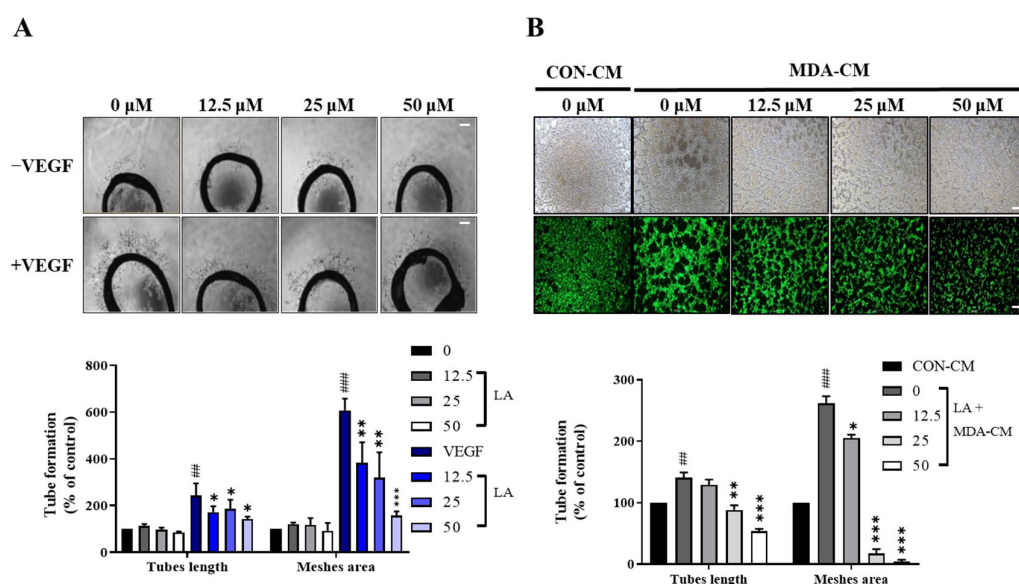 A
0 μM 12.5 μM 25 μM 50 μM
−VEGF
+VEGF
800
600
400
200
0
Tube formation
(% of control)
##
*
*
*
###
**
**
***
Tubes length Meshes area
0
12.5
25
50
LA
VEGF
12.5
25
50
LA
B
CON-CM MDA-CM
0 μM 0 μM 12.5 μM 25 μM 50 μM
300
200
100
0
Tube formation
(% of control)
##
**
***
###
*
***
***
Tubes length Meshes area
CON-CM
0
12.5
25
50
LA +
MDA-CM